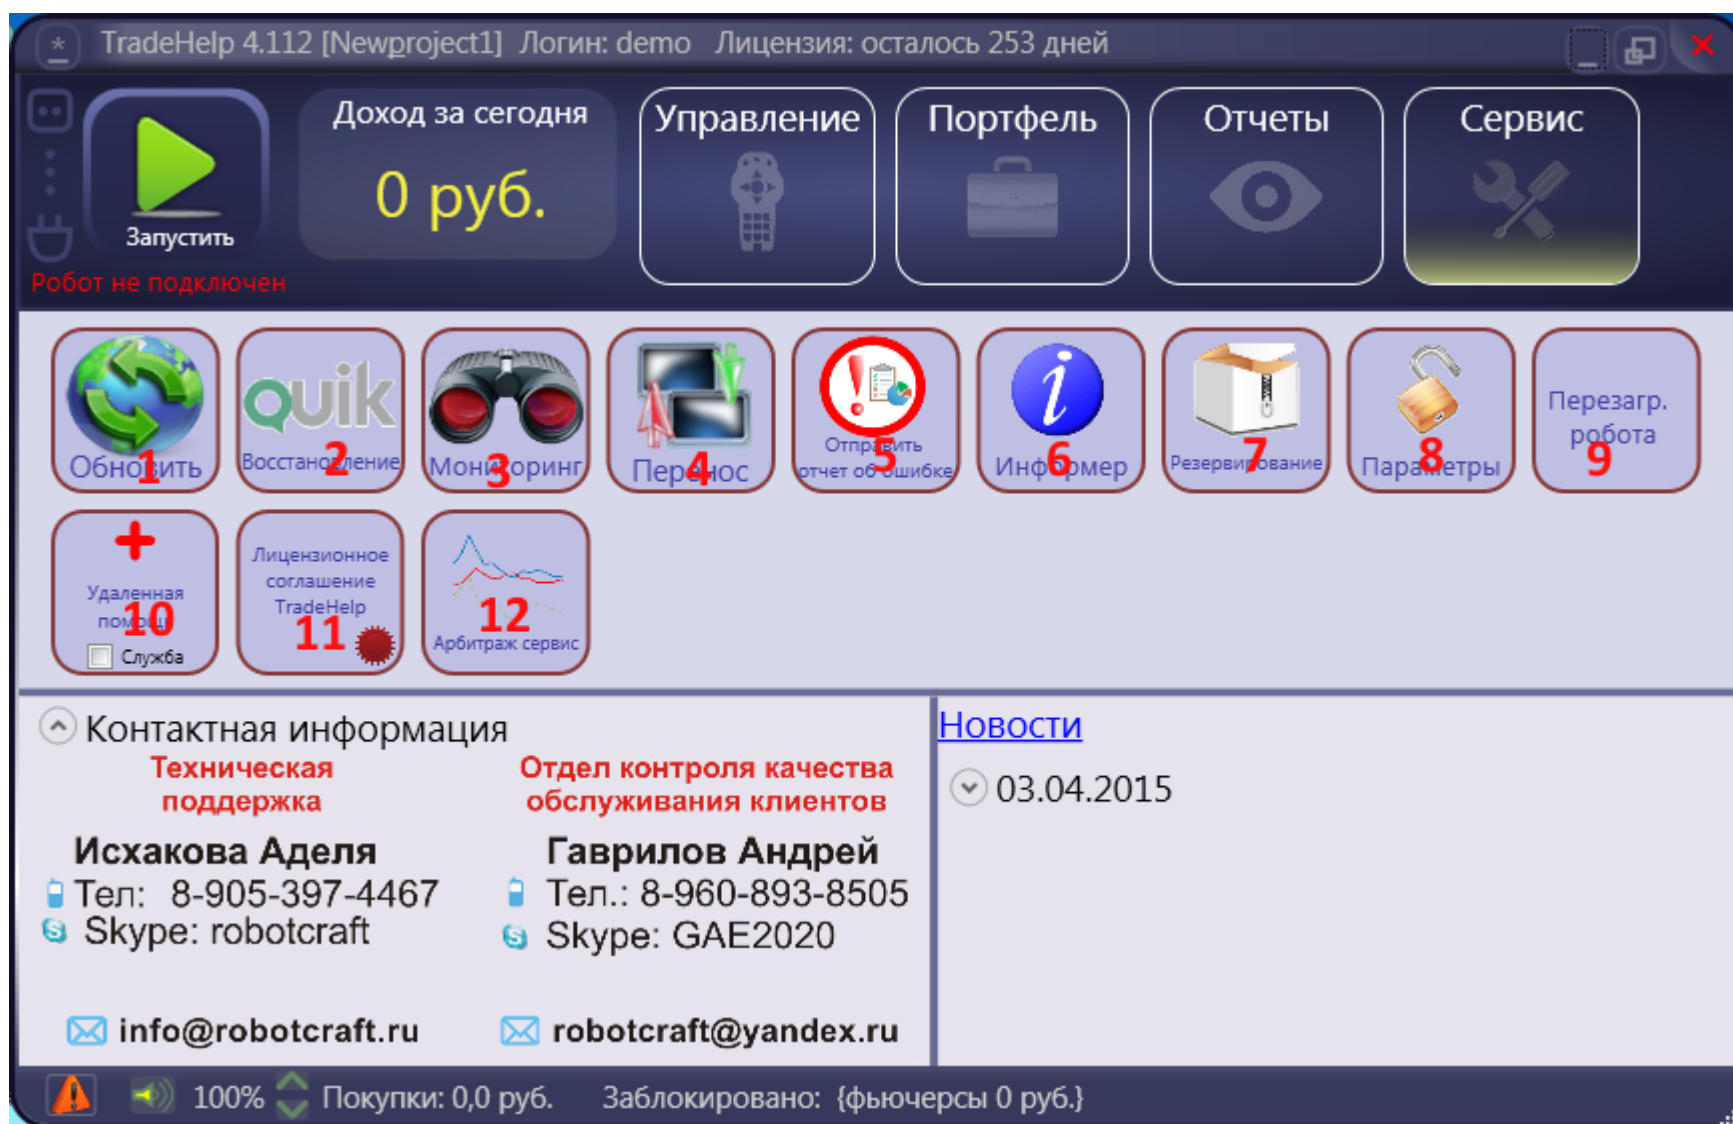 TradeHelp 4.112 [Newproject1] Логин: demo Лицензия: осталось 253 дней
Запустить
Робот не подключен
Доход за сегодня
0 руб.
Управление
Портфель
Отчеты
Сервис
Обновить
1
quik
Восстановление
2
Мониторинг
3
Перенос
4
Отправить
отчет об ошибке
5
Информер
6
Резервирование
7
Параметры
8
Перезагр.
робота
9
Удаленная
помощь
10
Служба
Лицензионное
соглашение
TradeHelp
11
12
Арбитраж сервис
Контактная информация
Техническая
поддержка
Исхакова Аделя
Тел: 8-905-397-4467
Skype: robotcraft
info@robotcraft.ru
Отдел контроля качества
обслуживания клиентов
Гаврилов Андрей
Тел.: 8-960-893-8505
Skype: GAE2020
robotcraft@yandex.ru
Новости
03.04.2015
100% Покупки: 0,0 руб. Заблокировано: {фьючерсы 0 руб.}